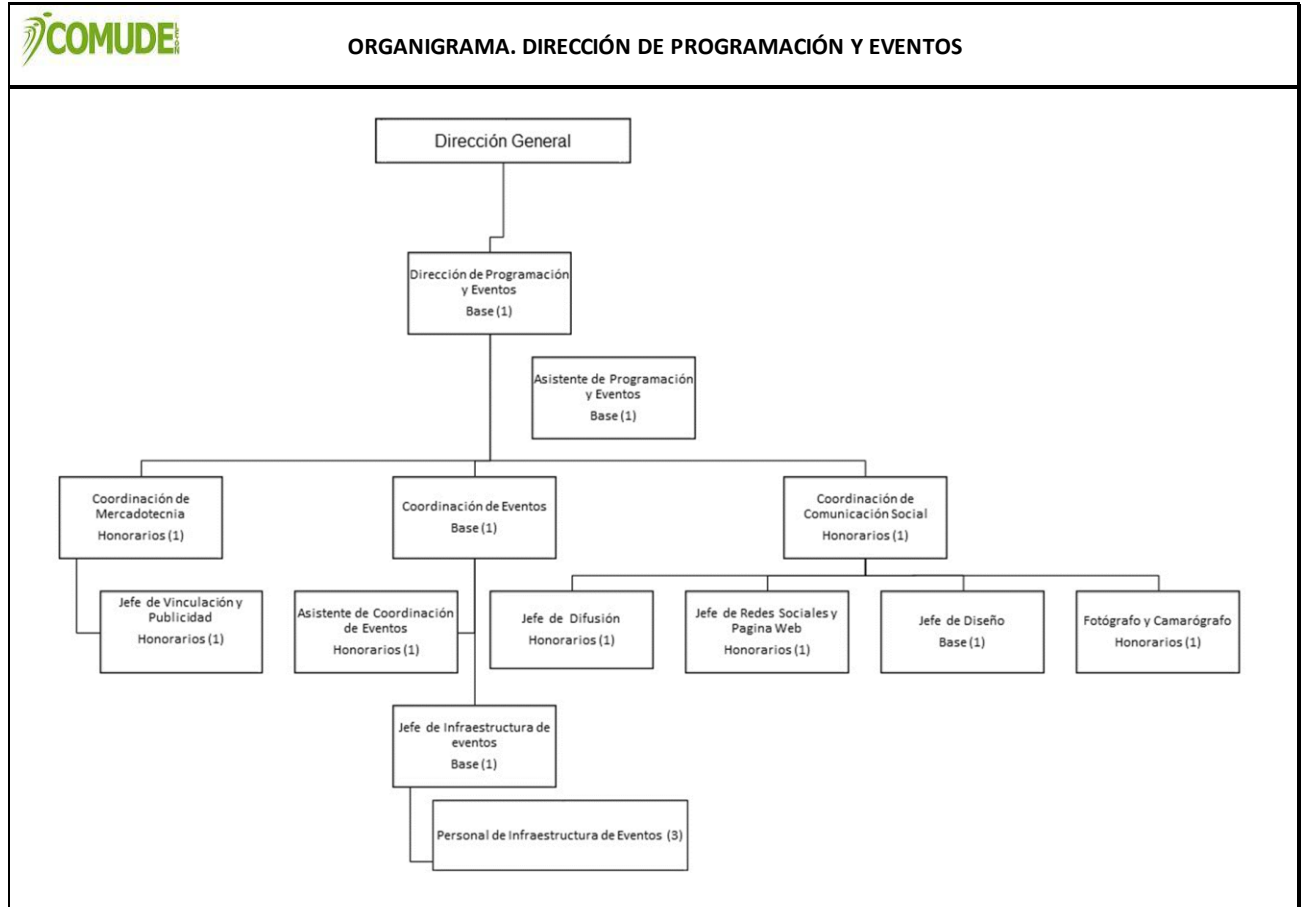 COMUDE LEÓN
ORGANIGRAMA. DIRECCIÓN DE PROGRAMACIÓN Y EVENTOS
Dirección General
Dirección de Programación
y Eventos
Base (1)
Asistente de Programación
y Eventos
Base (1)
Coordinación de
Mercadotecnia
Honorarios (1)
Coordinación de Eventos
Base (1)
Coordinación de
Comunicación Social
Honorarios (1)
Jefe de Vinculación y
Publicidad
Honorarios (1)
Asistente de Coordinación
de Eventos
Honorarios (1)
Jefe de Difusión
Honorarios (1)
Jefe de Redes Sociales y
Pagina Web
Honorarios (1)
Jefe de Diseño
Base (1)
Fotógrafo y Camarógrafo
Honorarios (1)
Jefe de Infraestructura de
eventos
Base (1)
Personal de Infraestructura de Eventos (3)